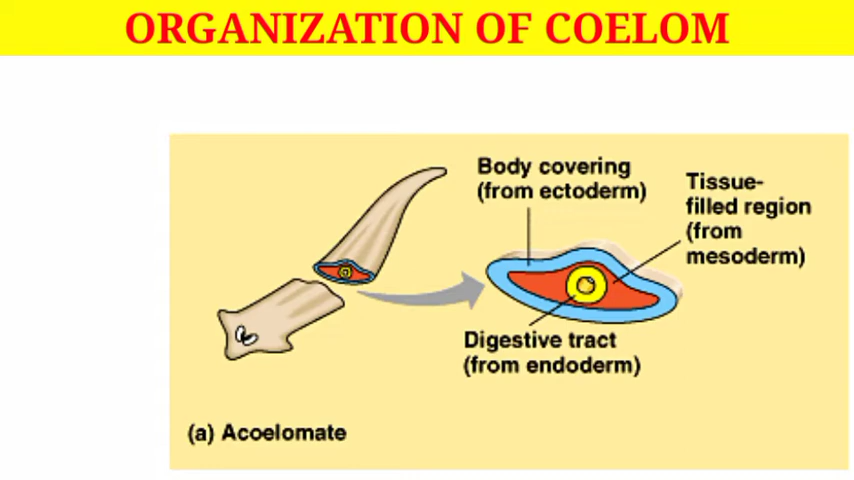 ORGANIZATION OF COELOM
Body covering
(from ectoderm)
Tissue-
filled region
(from
mesoderm)
Digestive tract
(from endoderm)
(a) Acoelomate